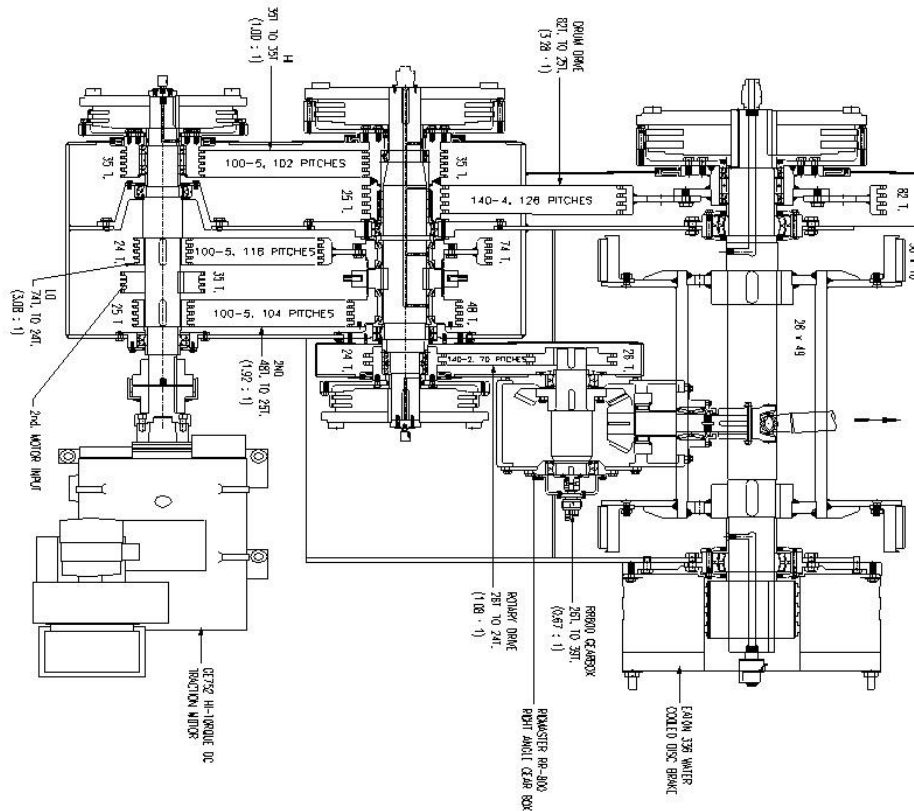 H
35T TO 35T
(1.00 : 1)
DRUM DRIVE
82T. TO 25T.
(3.28 : 1)
35 T.
100-5, 102 PITCHES
35 T.
25 T.
140-4, 126 PITCHES
82 T.
24 T.
100-5, 116 PITCHES
74 T.
35 T.
25 T
100-5, 104 PITCHES
48 T.
28 x 49
24 T.
140-2, 70 PITCHES
26 T.
LO
74T. TO 24T.
(3.08 : 1)
2ND.
48T. TO 25T
(1.92 : 1)
2nd. MOTOR INPUT
ROTARY DRIVE
26T TO 24T.
(1.08 : 1)
RR800 GEARBOX
26T. TO 39T.
(0.67 : 1)
GE752 HI-TORQUE DC
TRACTION MOTOR
RIGMASTER RR-800
RIGHT ANGLE GEAR BOX
EATON 336 WATER
COOLED DISC BRAKE